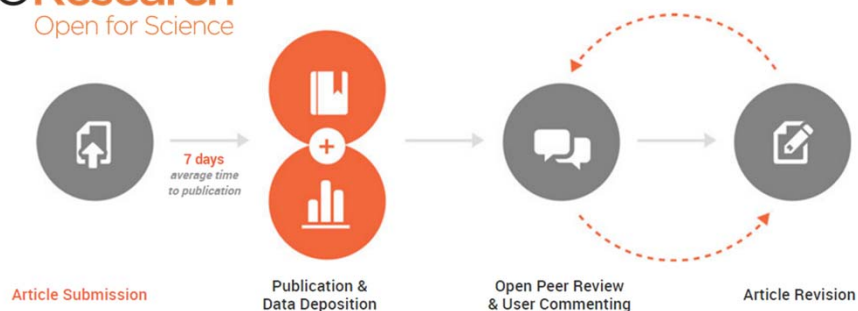 Open for Science
7 days
average time
to publication
Article Submission
Publication &
Data Deposition
Open Peer Review
& User Commenting
Article Revision